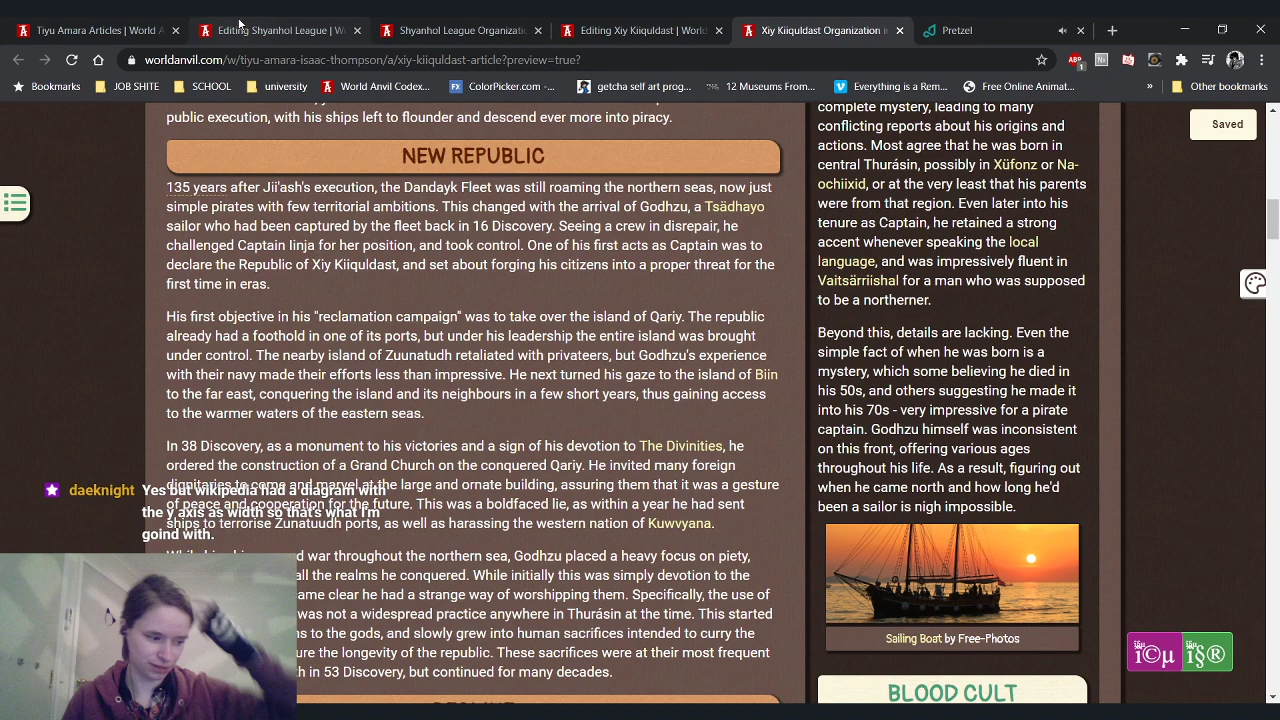 Tiyu Amara Articles | World A
Editing Shyanhol League | W
Shyanhol League Organizatio
Editing Xiy Kiiquldast | World
Xiy Kiiquldast Organization i
Pretzel
worldanvil.com/w/tiyu-amara-isaac-thompson/a/xiy-kiiquldast-article?preview=true?
Bookmarks
JOB SHITE
SCHOOL
university
World Anvil Codex...
ColorPicker.com -...
getcha self art prog...
12 Museums From...
Everything is a Rem...
Free Online Animat...
»
Other bookmarks
Saved
public execution, with his ships left to flounder and descend ever more into piracy.
NEW REPUBLIC
135 years after Jii'ash's execution, the Dandayk Fleet was still roaming the northern seas, now just
simple pirates with few territorial ambitions. This changed with the arrival of Godhzu, a Tsädhayo
sailor who had been captured by the fleet back in 16 Discovery. Seeing a crew in disrepair, he
challenged Captain Iinja for her position, and took control. One of his first acts as Captain was to
declare the Republic of Xiy Kiiquldast, and set about forging his citizens into a proper threat for the
first time in eras.
His first objective in his "reclamation campaign" was to take over the island of Qariy. The republic
already had a foothold in one of its ports, but under his leadership the entire island was brought
under control. The nearby island of Zuunatudh retaliated with privateers, but Godhzu's experience
with their navy made their efforts less than impressive. He next turned his gaze to the island of Biin
to the far east, conquering the island and its neighbours in a few short years, thus gaining access
to the warmer waters of the eastern seas.
In 38 Discovery, as a monument to his victories and a sign of his devotion to The Divinities, he
ordered the construction of a Grand Church on the conquered Qariy. He invited many foreign
dignitaries to come and marvel at the large and ornate building, assuring them that it was a gesture
of peace and cooperation for the future. This was a boldfaced lie, as within a year he had sent
ships to terrorise Zunatuudh ports, as well as harassing the western nation of Kuwvyana.
d war throughout the northern sea, Godhzu placed a heavy focus on piety,
all the realms he conquered. While initially this was simply devotion to the
ame clear he had a strange way of worshipping them. Specifically, the use of
was not a widespread practice anywhere in Thurásin at the time. This started
ns to the gods, and slowly grew into human sacrifices intended to curry the
ure the longevity of the republic. These sacrifices were at their most frequent
h in 53 Discovery, but continued for many decades.
daeknight Yes but wikipedia had a diagram with
the y axis as width so that's what I'm
goind with.
complete mystery, leading to many
conflicting reports about his origins and
actions. Most agree that he was born in
central Thurásin, possibly in Xüfonz or Na-
ochiixid, or at the very least that his parents
were from that region. Even later into his
tenure as Captain, he retained a strong
accent whenever speaking the local
language, and was impressively fluent in
Vaitsärriishal for a man who was supposed
to be a northerner.
Beyond this, details are lacking. Even the
simple fact of when he was born is a
mystery, which some believing he died in
his 50s, and others suggesting he made it
into his 70s - very impressive for a pirate
captain. Godhzu himself was inconsistent
on this front, offering various ages
throughout his life. As a result, figuring out
when he came north and how long he'd
been a sailor is nigh impossible.
Sailing Boat by Free-Photos
BLOOD CULT